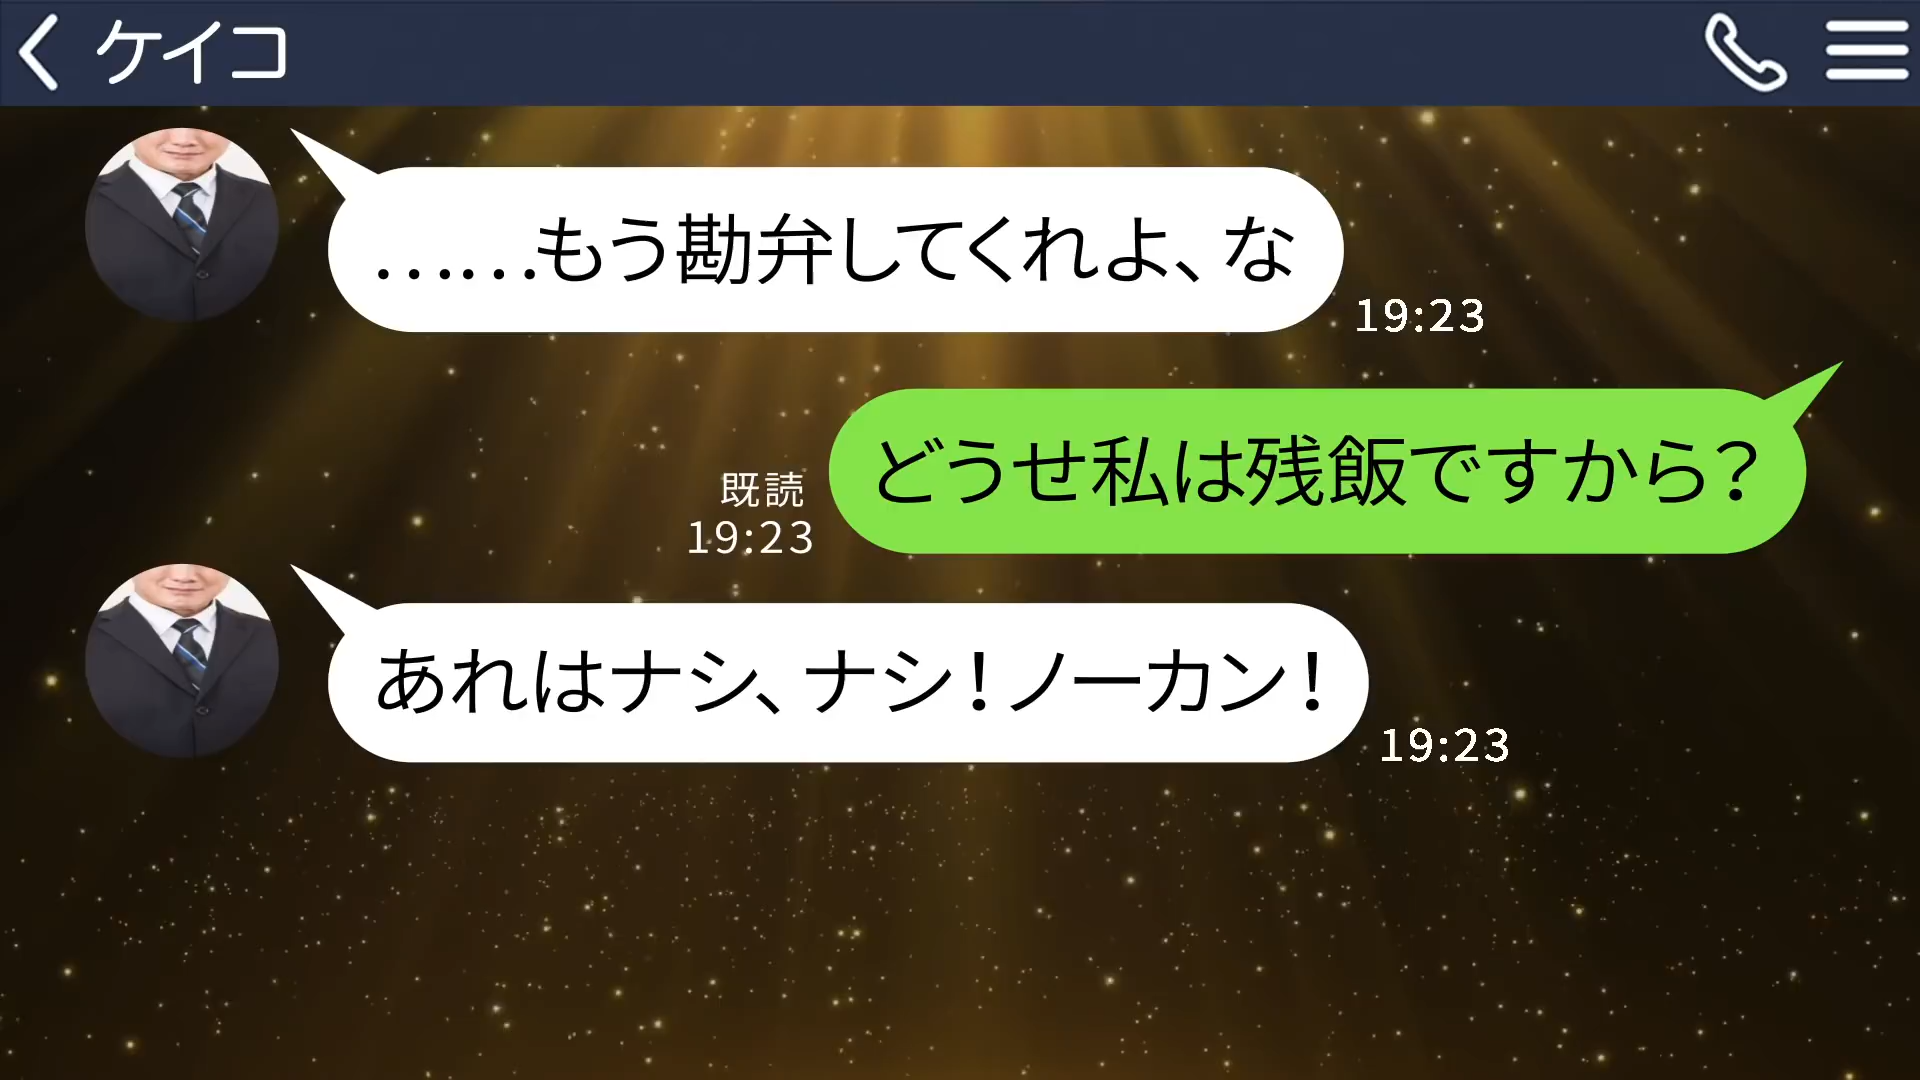 ケイコ
……もう勘弁してくれよ、な
19:23
どうせ私は残飯ですから？
既読
19:23
あれはナシ、ナシ！ノーカン！
19:23